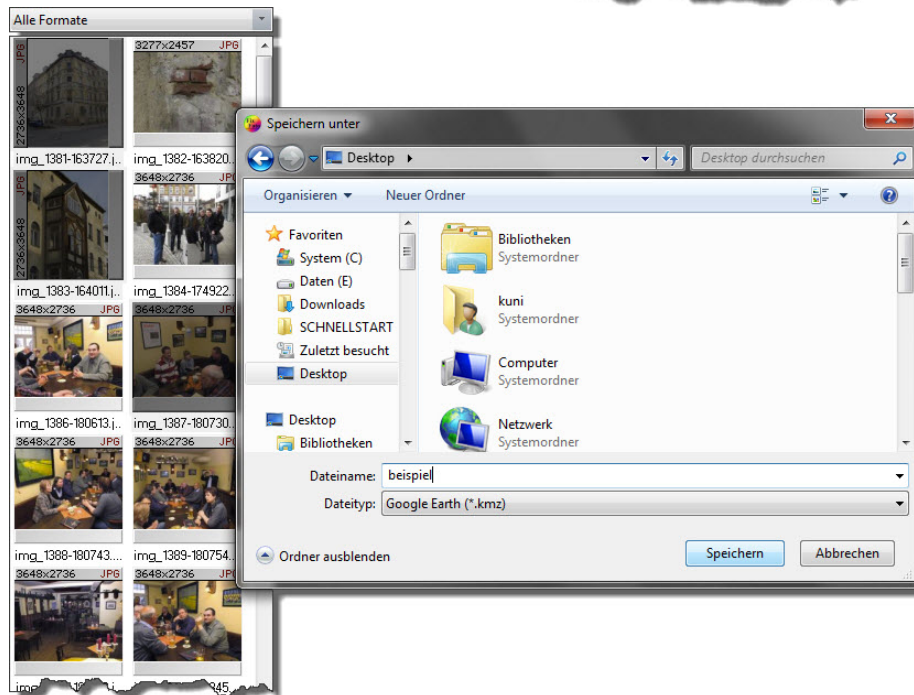 Alle Formate
JPG
2736x3648
3277x2457 JPG
img_1381-163727.j..
img_1382-163820..
JPG
2736x3648
3648x2736 JPG
img_1383-164011.j..
img_1384-174922..
3648x2736 JPG
3648x2736 JPG
img_1386-180613.j..
img_1387-180730..
3648x2736 JPG
3648x2736 JPG
img_1388-180743....
img_1389-180754..
3648x2736 JPG
3648x2736 JPG
Speichern unter
Desktop
Desktop durchsuchen
Organisieren
Neuer Ordner
Favoriten
System (C)
Daten (E)
Downloads
SCHNELLSTART
Zuletzt besucht
Desktop
Desktop
Bibliotheken
Bibliotheken
Systemordner
kuni
Systemordner
Computer
Systemordner
Netzwerk
Systemordner
Dateiname: beispiel
Dateityp: Google Earth (*.kmz)
Ordner ausblenden
Speichern
Abbrechen